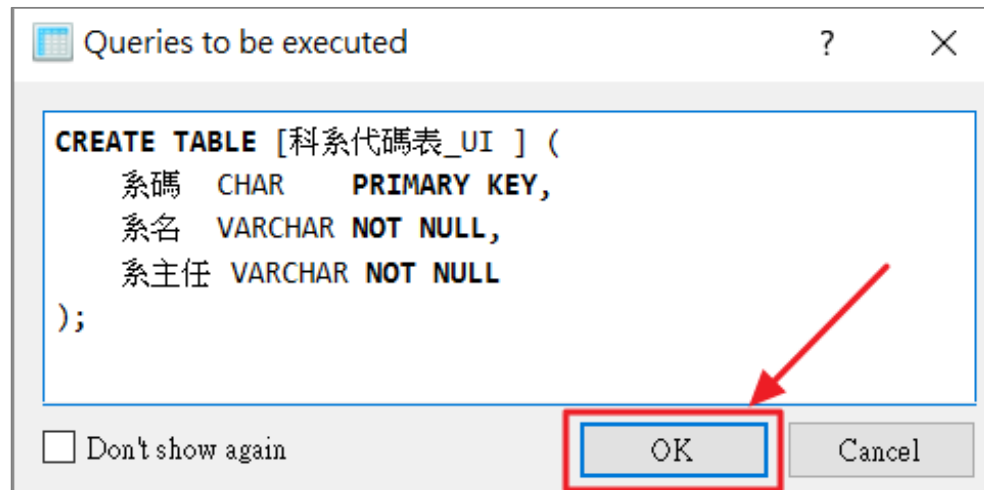 Queries to be executed
CREATE TABLE [科系代碼表_UI ] (
系碼 CHAR PRIMARY KEY,
系名 VARCHAR NOT NULL,
系主任 VARCHAR NOT NULL
);
Don't show again
OK
Cancel